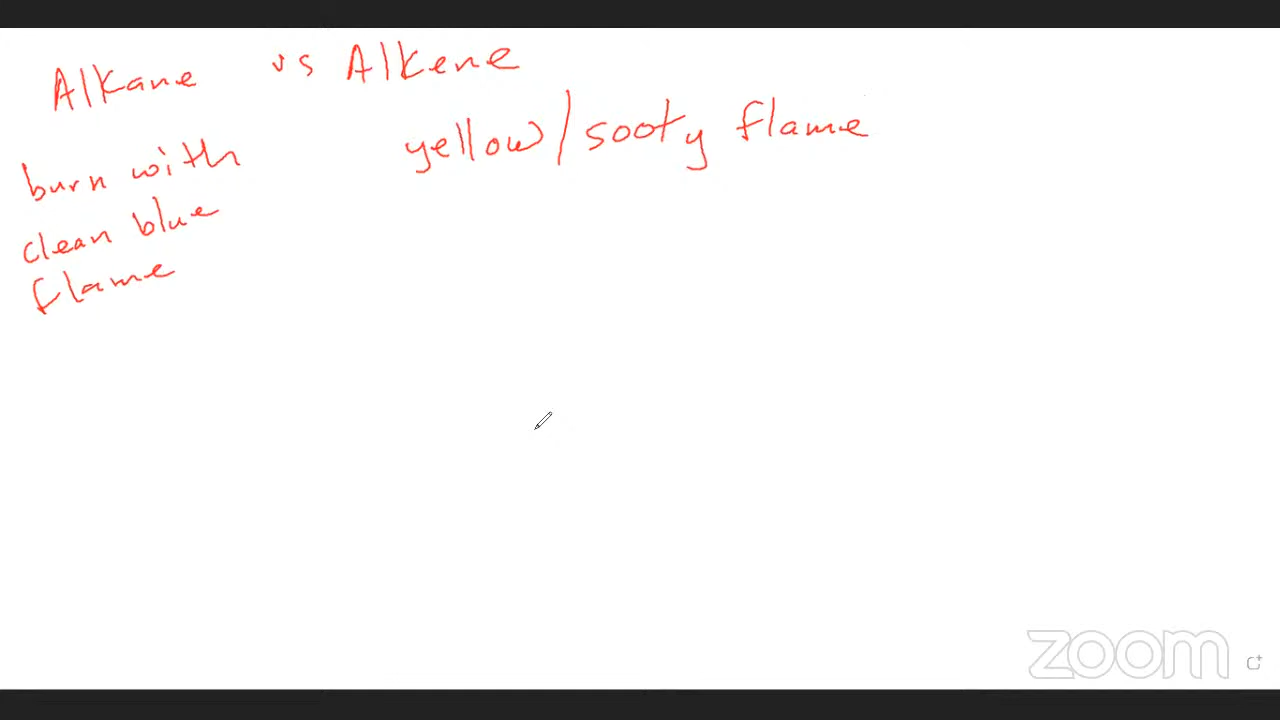 Alkane vs Alkene
yellow/sooty flame
burn with
clean blue
flame
zoom